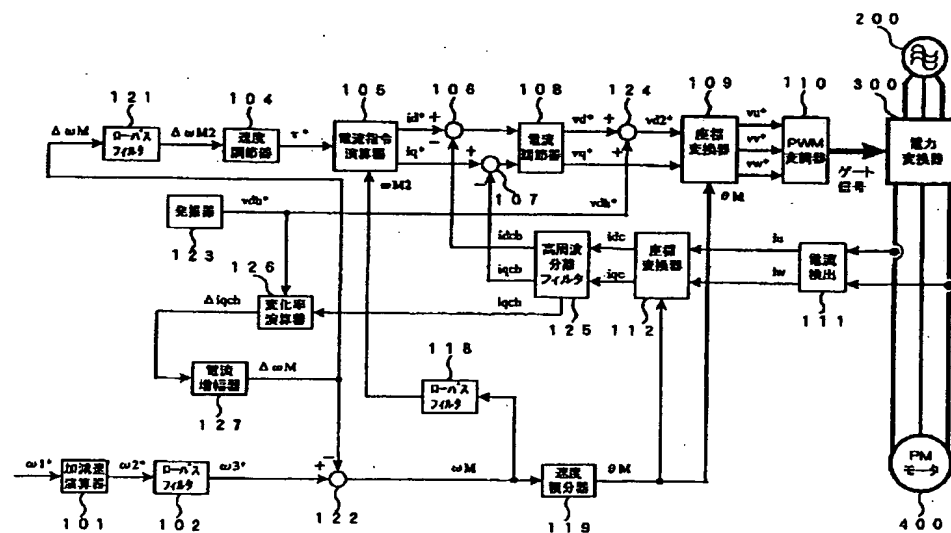 200
300
109
110
124
108
106
105
104
121
id*
+
vd*
+
vd2*
vu*
ΔωM
ローパス
フィルタ
ΔωM2
速度
調節器
τ*
電流指令
演算器
-
電流
調節器
座標
変換器
vv*
PWM
変調器
電力
変換器
iq*
+
vq*
+
vw*
ゲート
信号
ωM2
-
107
vdh*
θM
発振器
vdh*
123
idcb
高周波
分離
フィルタ
idc
座標
変換器
iu
電流
検出
126
iqcb
iqc
iw
Δiqch
変化率
演算器
iqch
125
112
111
118
電流
増幅器
ΔωM
ローパス
フィルタ
127
ω1*
加減速
演算器
ω2*
ローパス
フィルタ
ω3*
+
-
ωM
速度
積分器
θM
PM
モータ
101
102
122
119
400